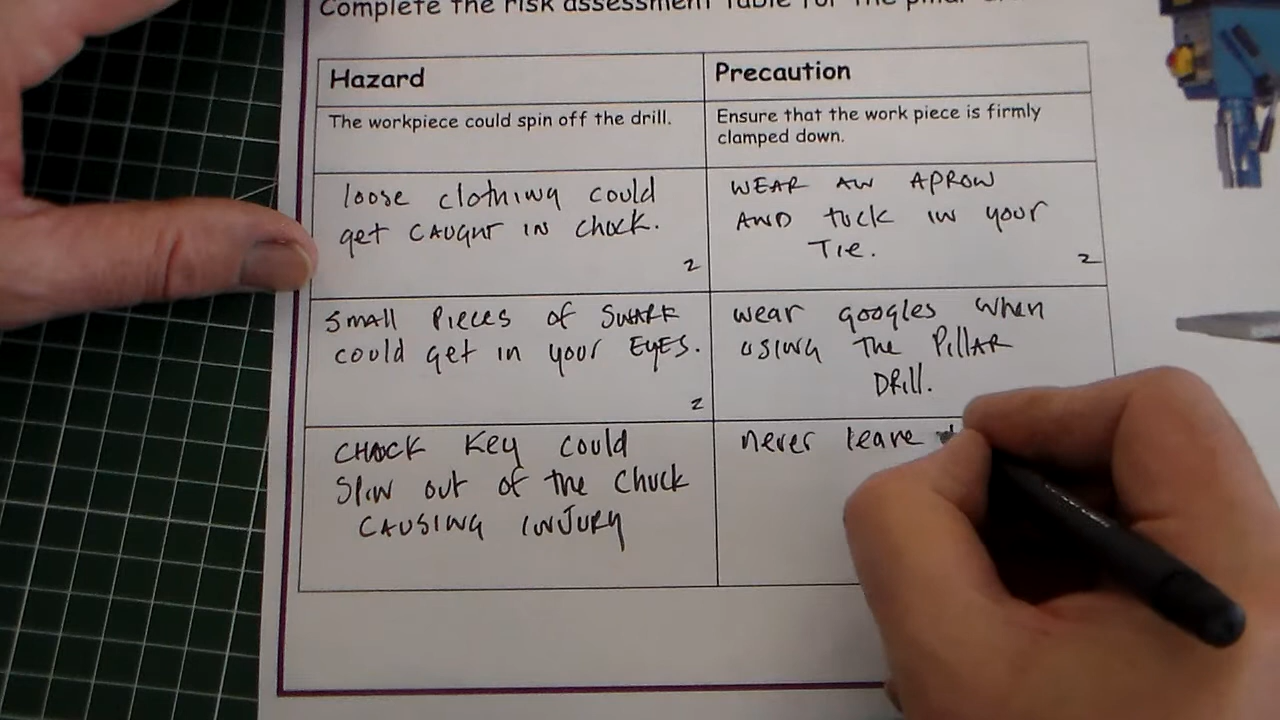 Complete the risk assessment table for the pillar
Hazard
Precaution
The workpiece could spin off the drill.
Ensure that the work piece is firmly
clamped down.
loose clothing could
get CAUGHT IN chuck.
2
WEAR AN APRON
AND tuck IN your
TIe.
2
SMALL PIeces of SWARF
could get in your EYES.
2
wear googles when
USING THe PIllAR
DRill.
CHUCK Key could
SPIN out of the Chuck
CAUSING INJURY
never leave